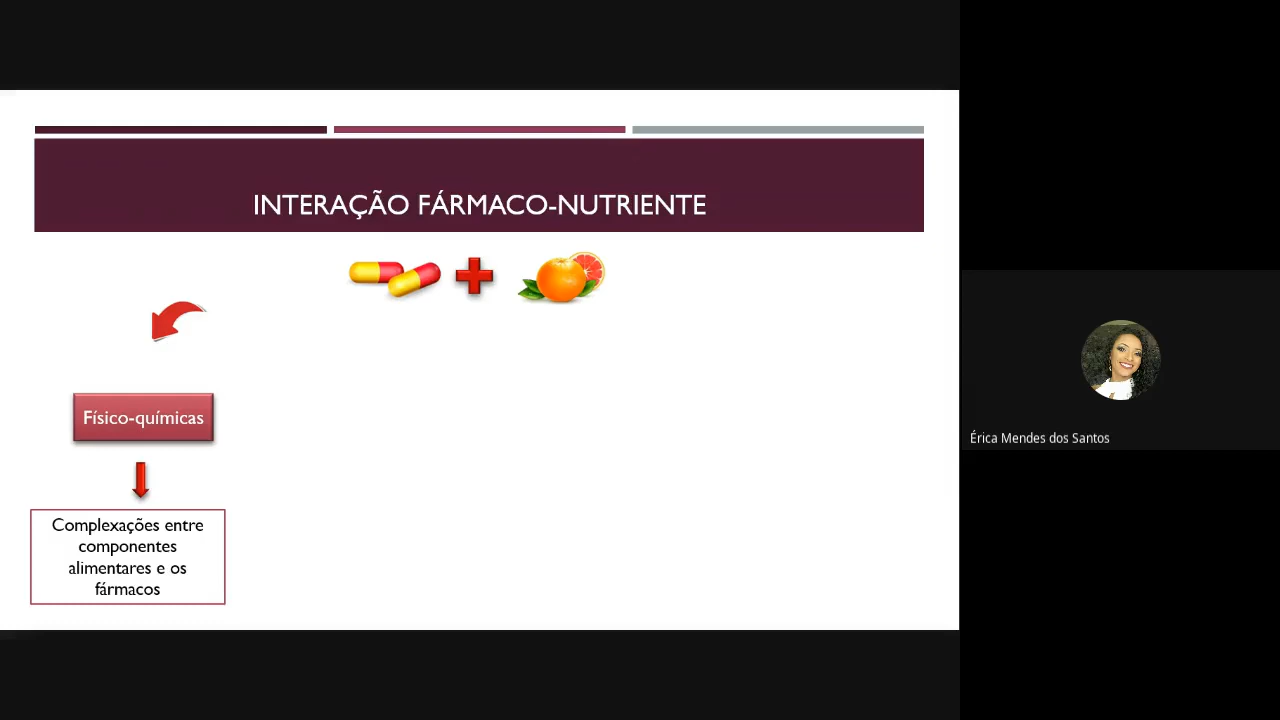 INTERAÇÃO FÁRMACO-NUTRIENTE
Físico-químicas
Complexações entre
componentes
alimentares e os
fármacos
Érica Mendes dos Santos